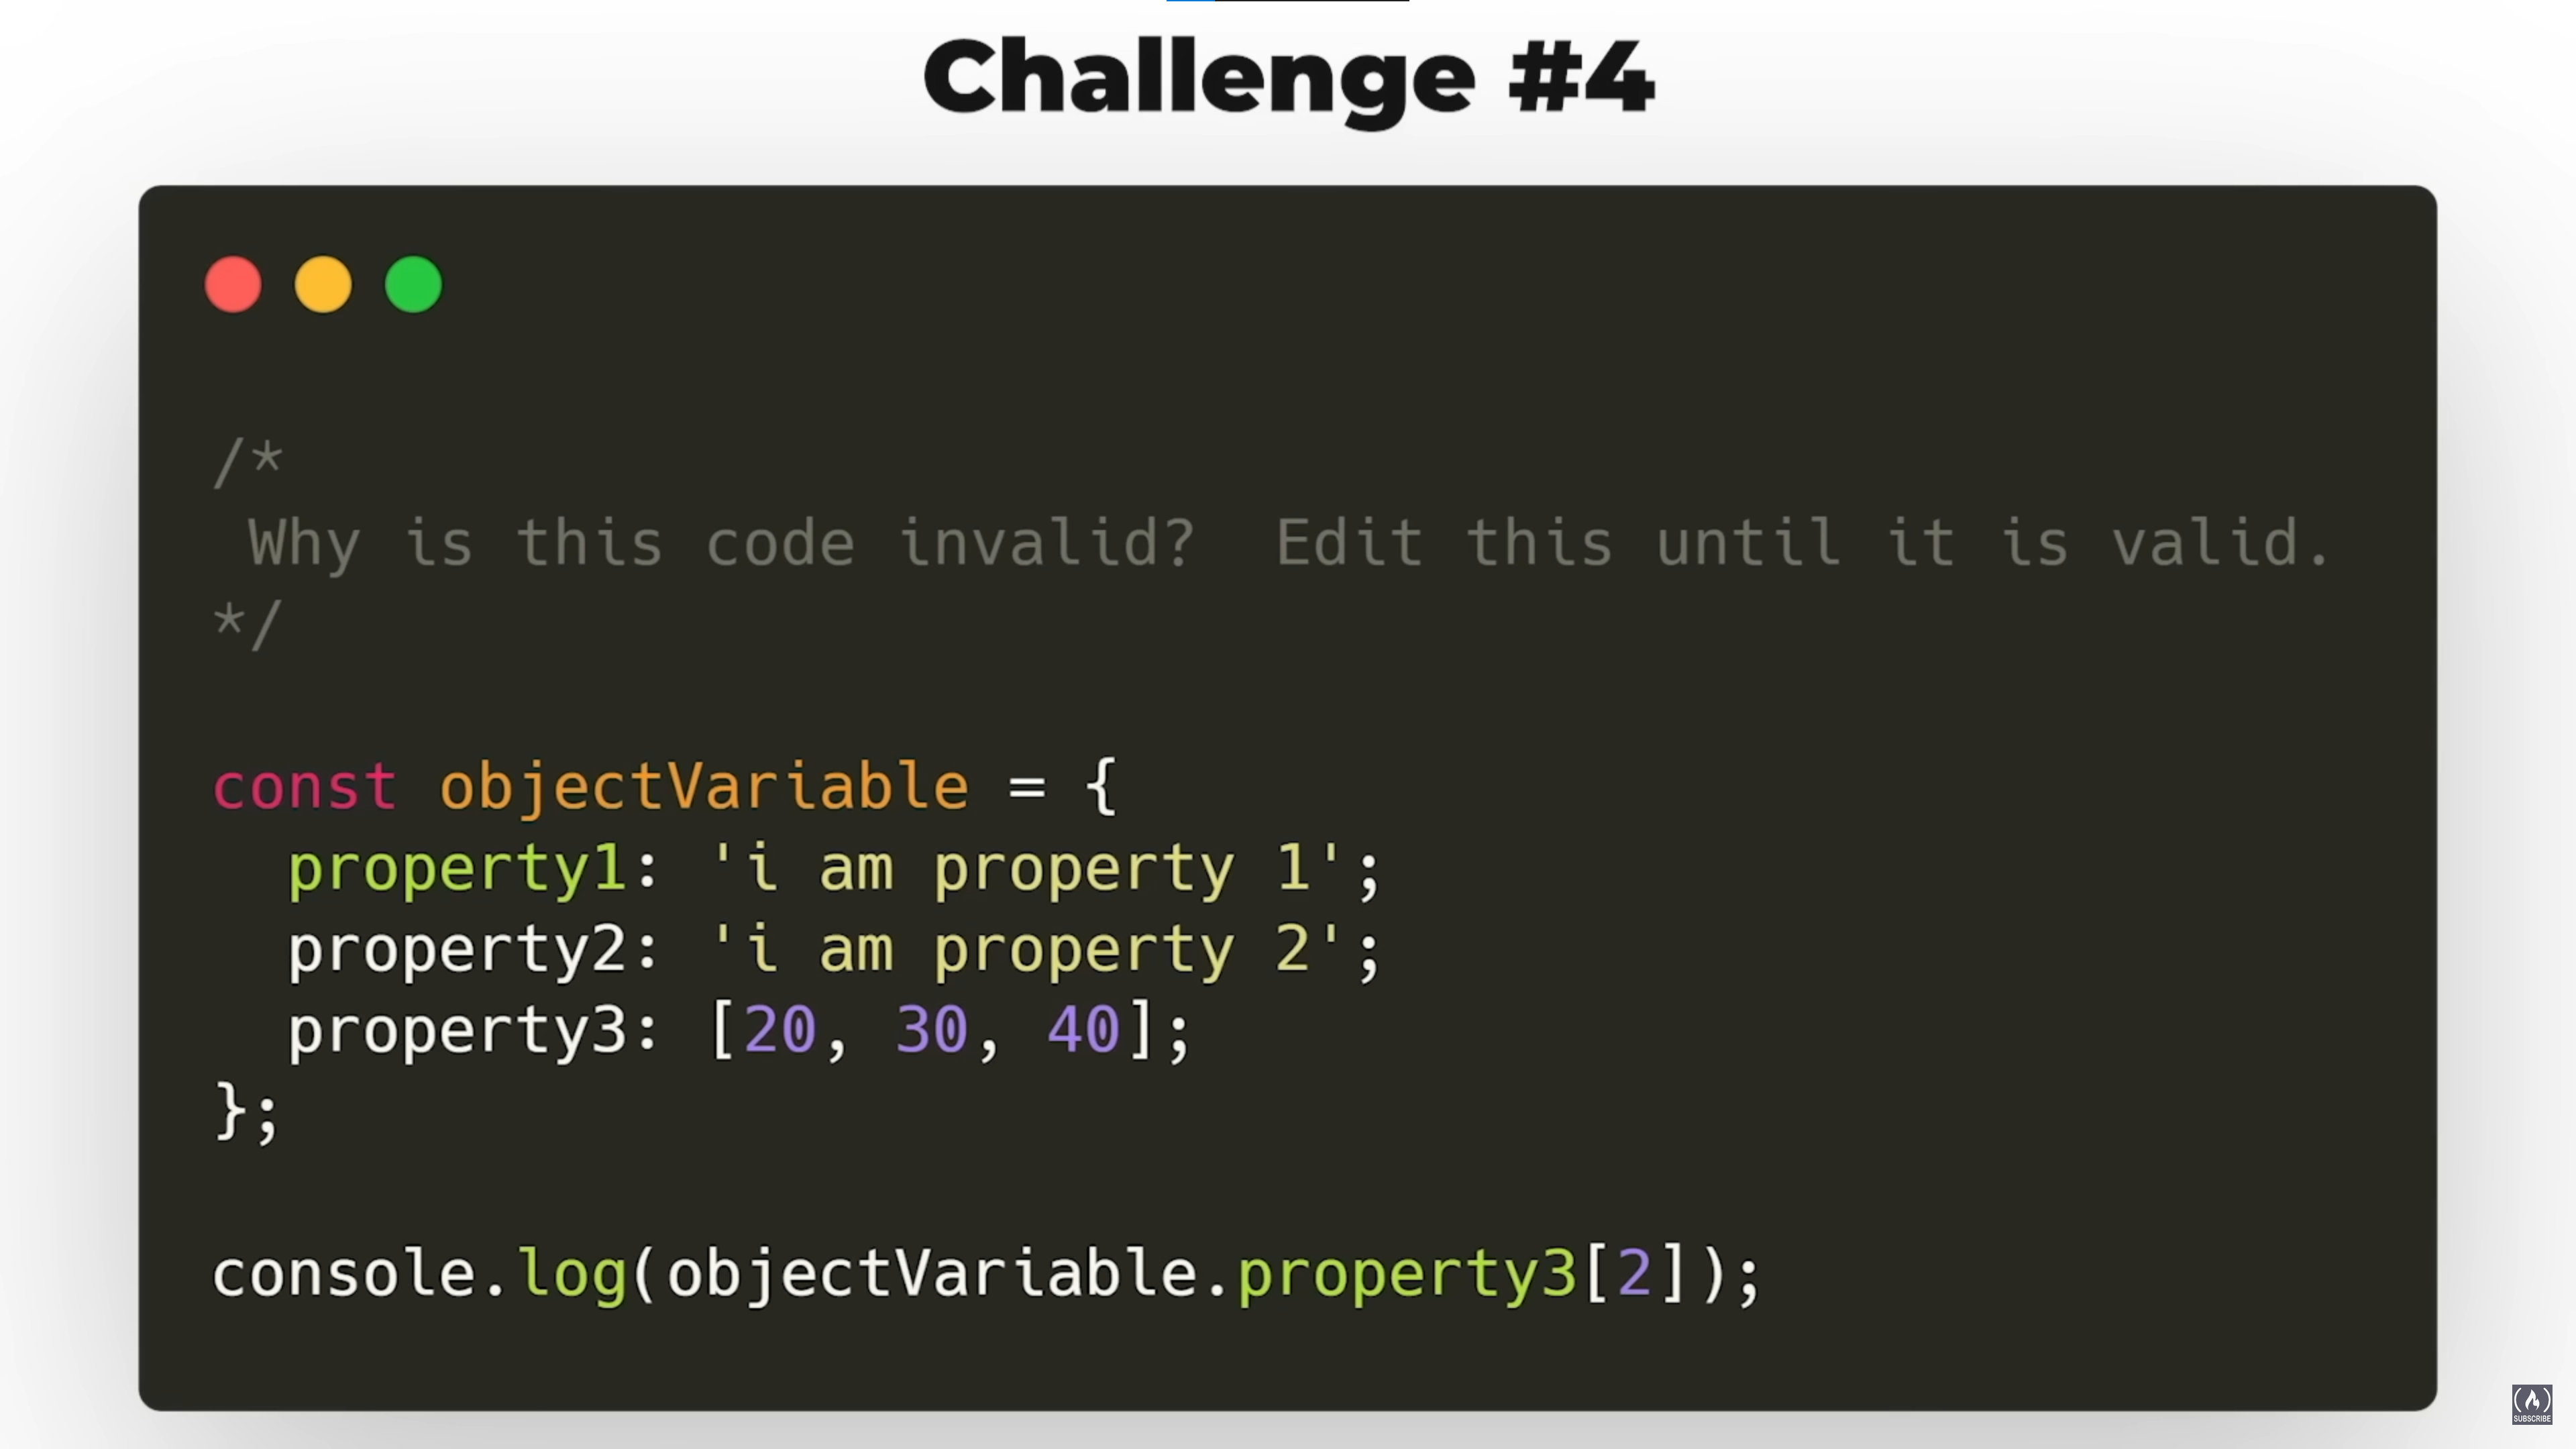 Challenge #4
/*
 Why is this code invalid?  Edit this until it is valid.
*/
const objectVariable = {
  property1: 'i am property 1';
  property2: 'i am property 2';
  property3: [20, 30, 40];
};
console.log(objectVariable.property3[2]);
SUBSCRIBE